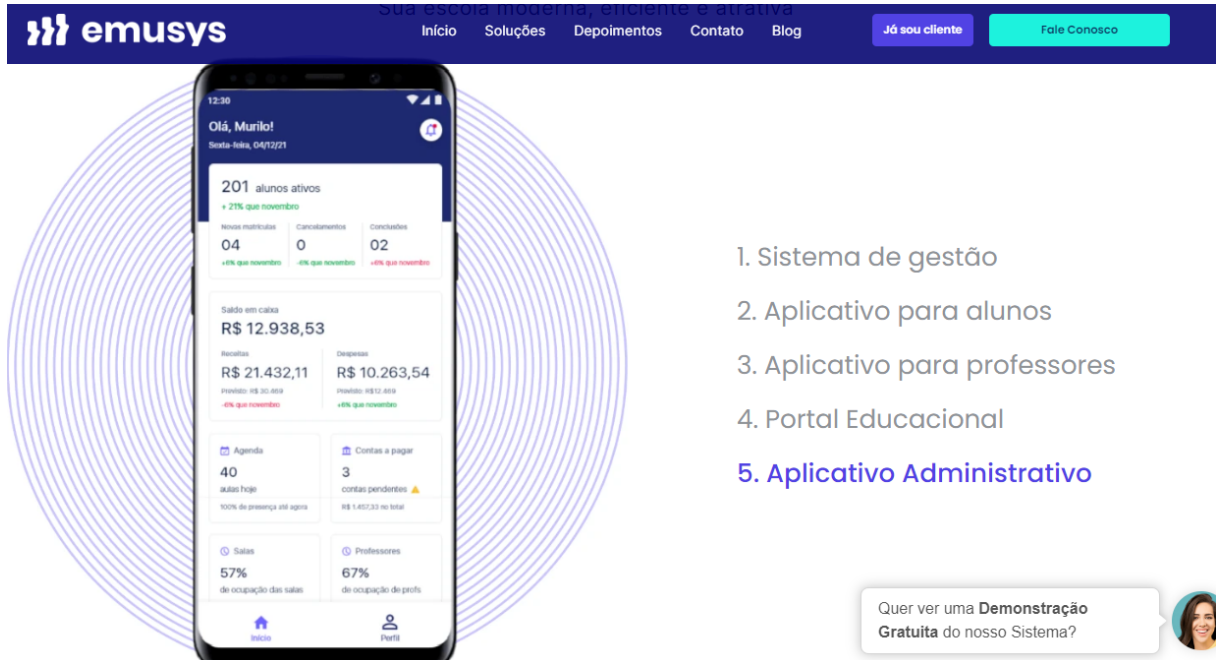 Sua escola moderna, eficiente e atrativa
emusys
Início Soluções Depoimentos Contato Blog Já sou cliente Fale Conosco
12:30
Olá, Murilo!
Sexta-feira, 04/12/21
201 alunos ativos
+ 21% que novembro
Novas matrículas Cancelamentos Conclusões
04 0 02
+6% que novembro -6% que novembro +6% que novembro
Saldo em caixa
R$ 12.938,53
Receitas Despesas
R$ 21.432,11 R$ 10.263,54
Previsto: R$ 30.469 Previsto: R$12.469
-6% que novembro +6% que novembro
Agenda Contas a pagar
40 3
aulas hoje contas pendentes
100% de presença até agora R$ 1.457,33 no total
Salas Professores
57% 67%
de ocupação das salas de ocupação de profs
Início Perfil
1. Sistema de gestão
2. Aplicativo para alunos
3. Aplicativo para professores
4. Portal Educacional
5. Aplicativo Administrativo
Quer ver uma Demonstração
Gratuita do nosso Sistema?